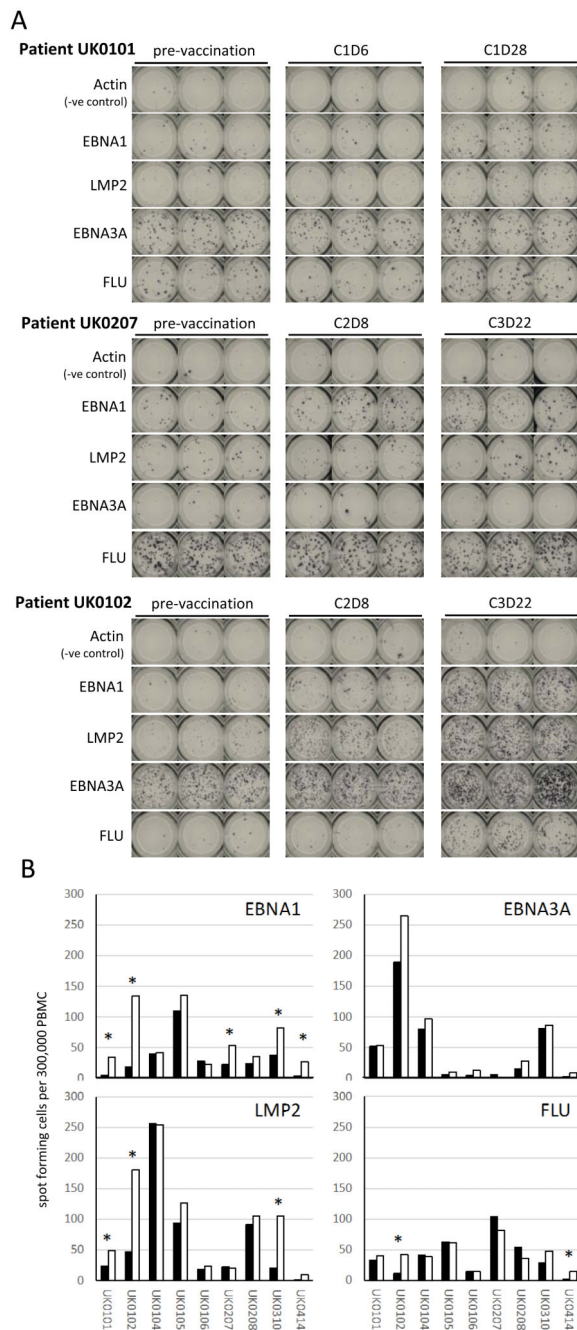 A
Patient UK0101 pre-vaccination C1D6 C1D28
Actin
(-ve control)
EBNA1
LMP2
EBNA3A
FLU
Patient UK0207 pre-vaccination C2D8 C3D22
Actin
(-ve control)
EBNA1
LMP2
EBNA3A
FLU
Patient UK0102 pre-vaccination C2D8 C3D22
Actin
(-ve control)
EBNA1
LMP2
EBNA3A
FLU
B
spot forming cells per 300,000 PBMC
EBNA1
300
250
200
150
100
50
0
* * * * *
EBNA3A
300
250
200
150
100
50
0
LMP2
300
250
200
150
100
50
0
* * *
UK0101 UK0102 UK0104 UK0105 UK0106 UK0207 UK0208 UK0310 UK0414
FLU
300
250
200
150
100
50
0
* *
UK0101 UK0102 UK0104 UK0105 UK0106 UK0207 UK0208 UK0310 UK0414